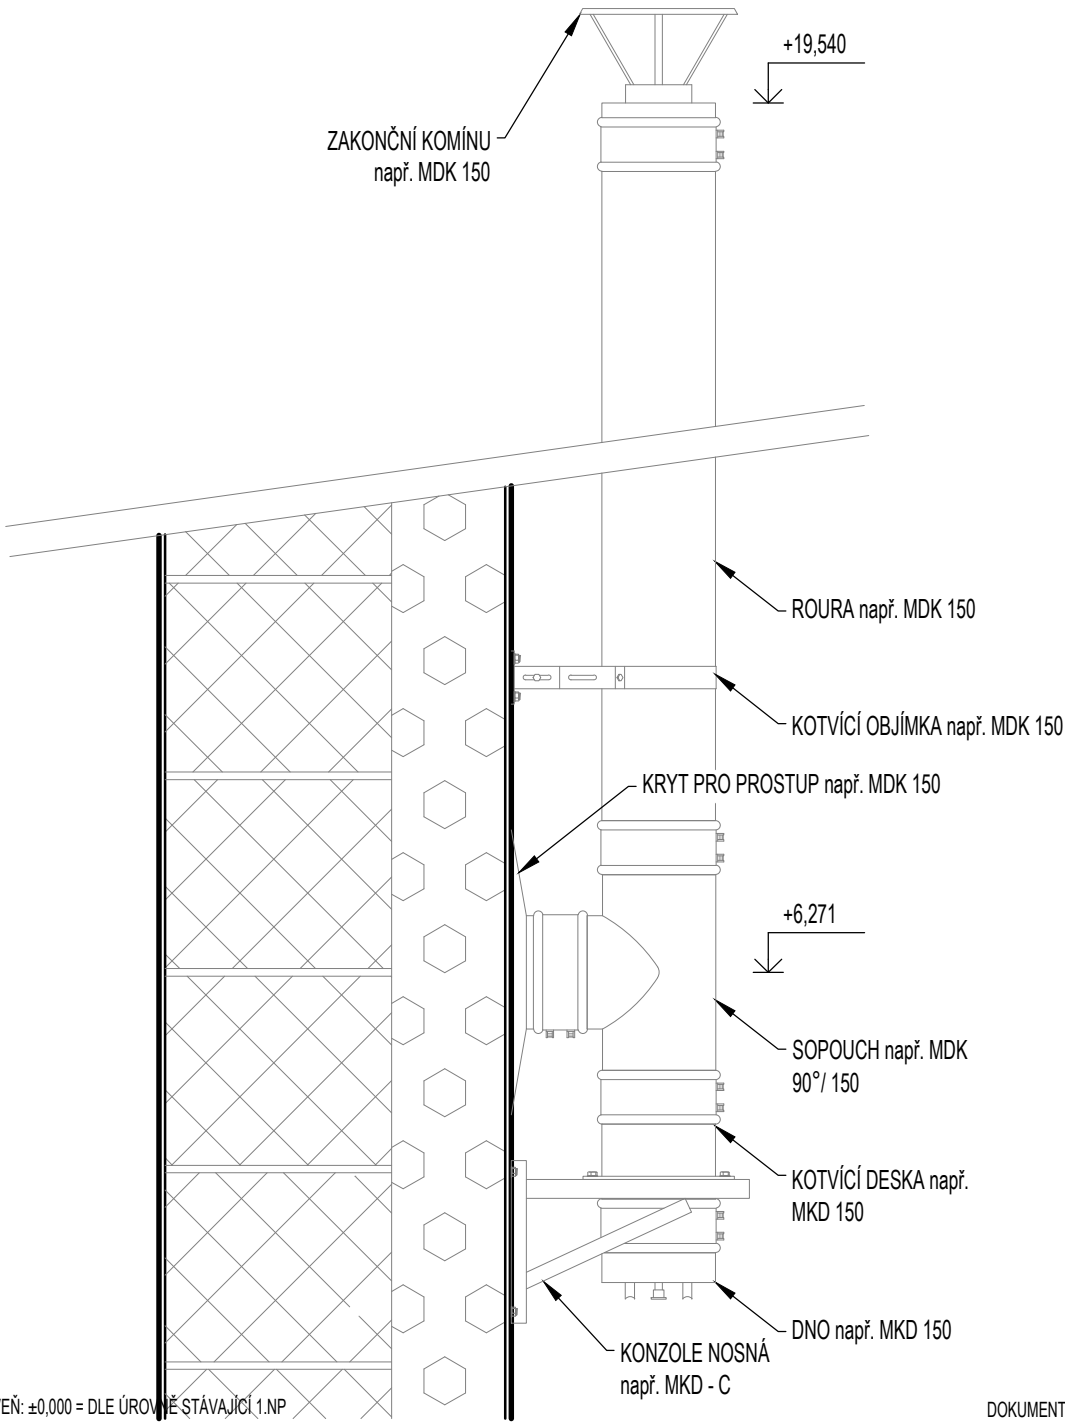 +19,540
ZAKONČNÍ KOMÍNU
např. MDK 150
ROURA např. MDK 150
KOTVÍCÍ OBJÍMKA např. MDK 150
KRYT PRO PROSTUP např. MDK 150
+6,271
SOPOUCH např. MDK
90°/ 150
KOTVÍCÍ DESKA např.
MKD 150
DNO např. MKD 150
KONZOLE NOSNÁ
např. MKD - C
EŇ: ±0,000 = DLE ÚROVNĚ STÁVAJÍCÍ 1.NP
DOKUMENT